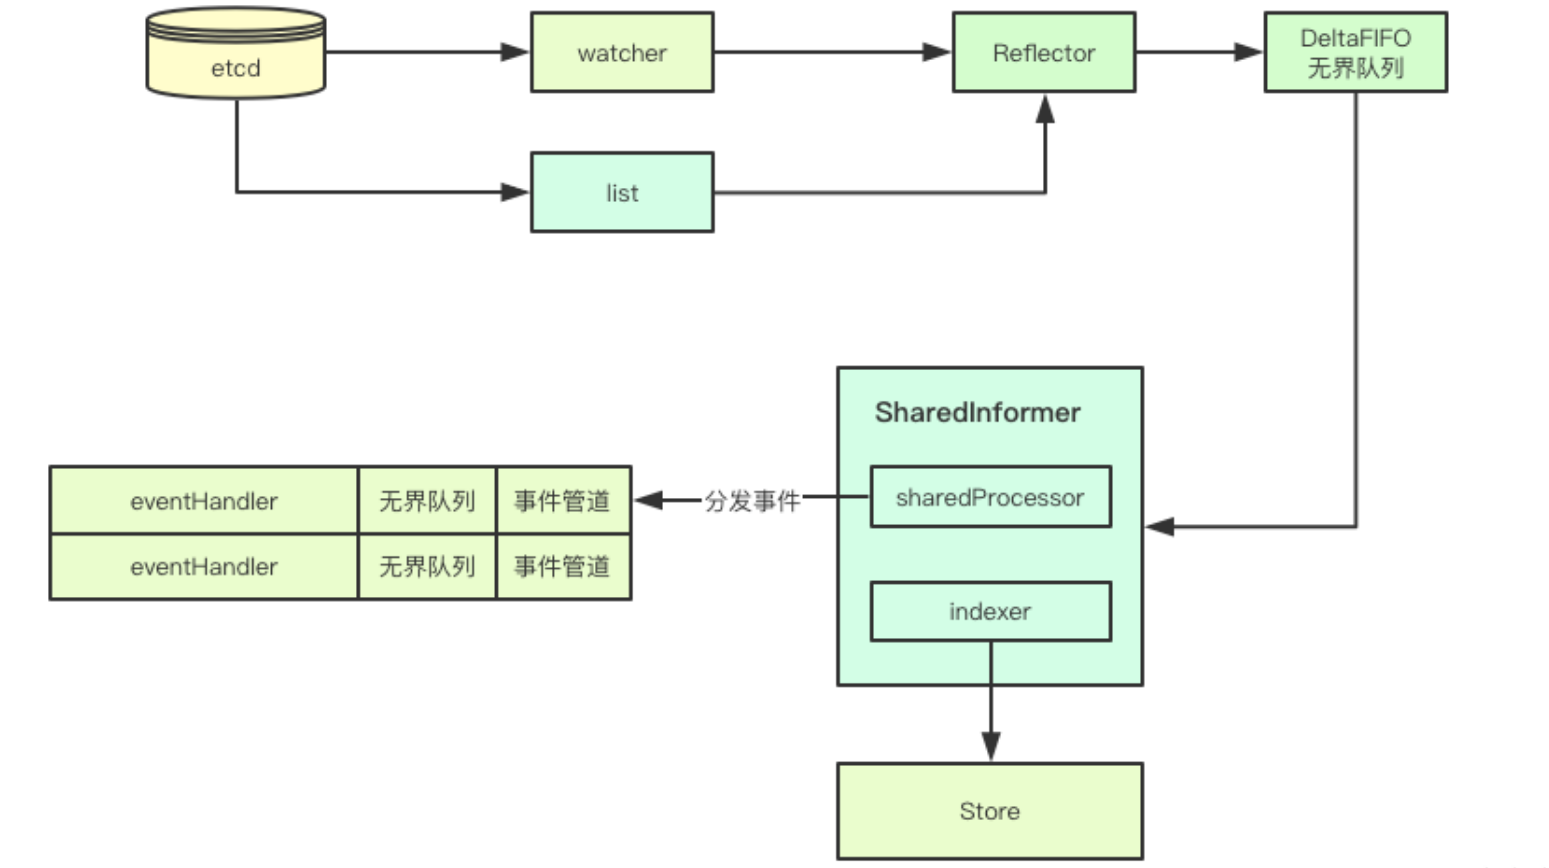 etcd
watcher
Reflector
DeltaFIFO
无界队列
list
SharedInformer
eventHandler 无界队列 事件管道
分发事件
sharedProcessor
eventHandler 无界队列 事件管道
indexer
Store